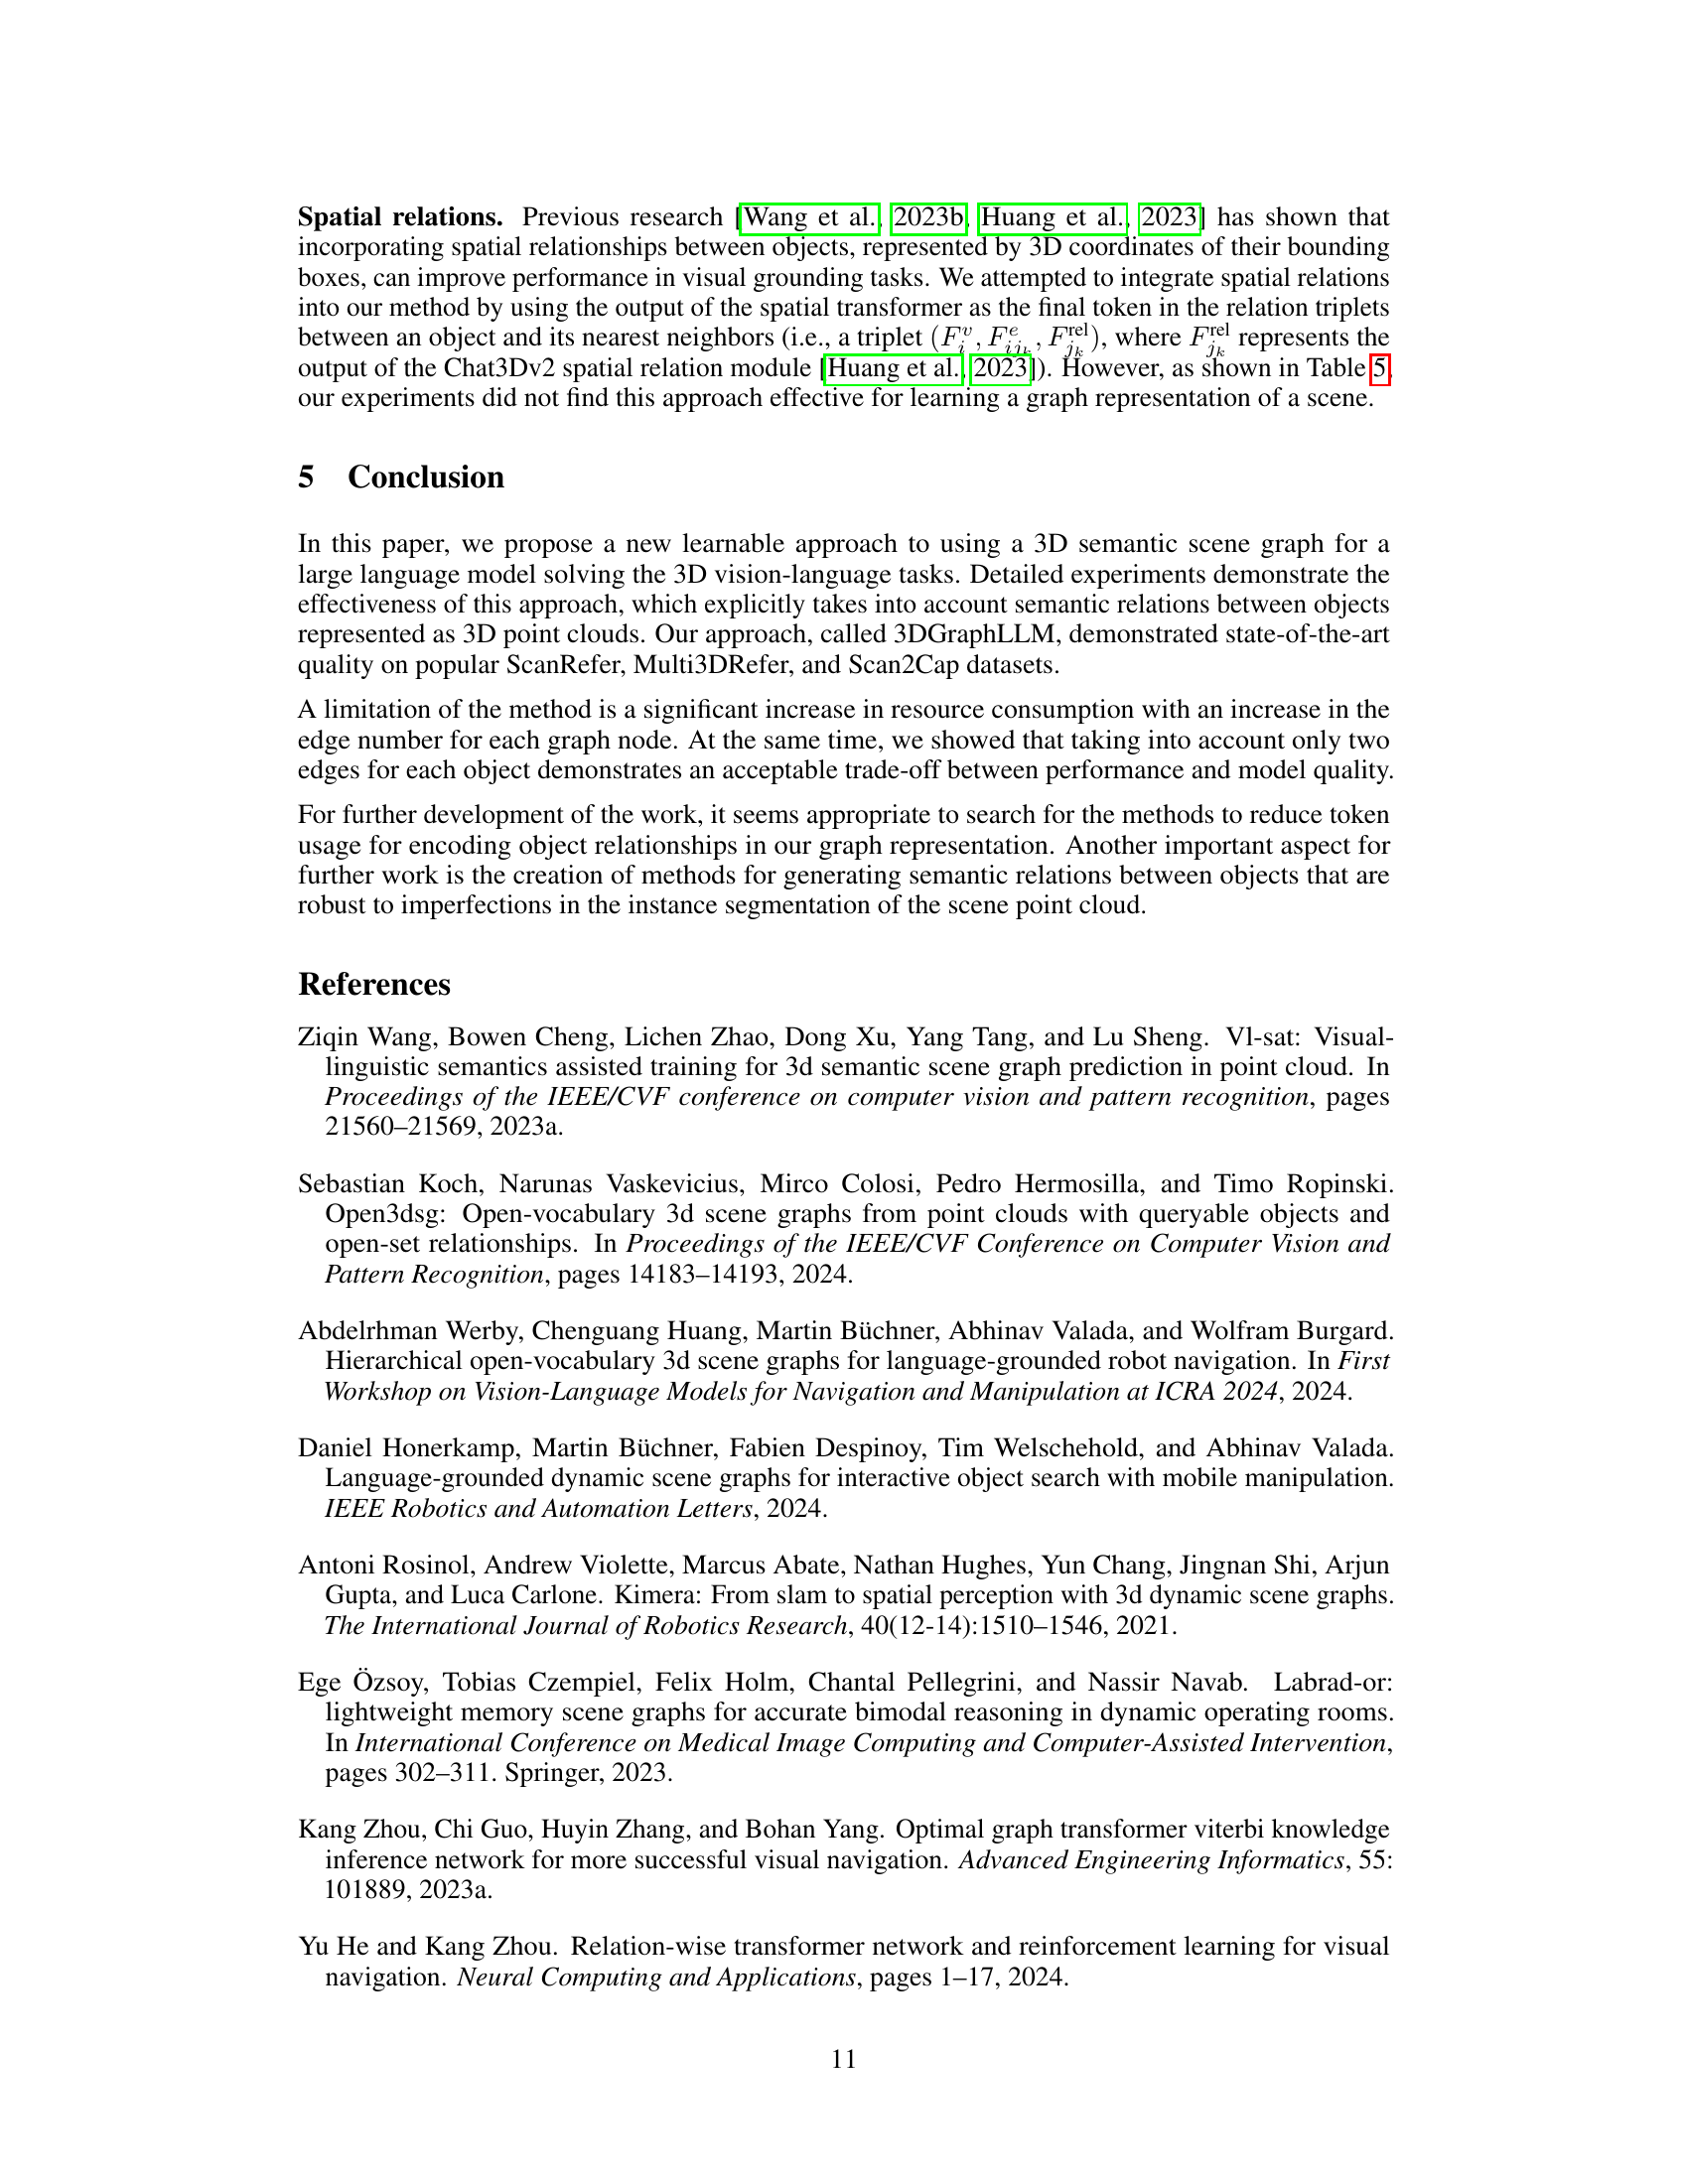 Spatial relations. Previous research [Wang et al., 2023b, Huang et al., 2023] has shown that
incorporating spatial relationships between objects, represented by 3D coordinates of their bounding
boxes, can improve performance in visual grounding tasks. We attempted to integrate spatial relations
into our method by using the output of the spatial transformer as the final token in the relation triplets
between an object and its nearest neighbors (i.e., a triplet (F_i^v, F_{ij_k}^e, F_{j_k}^{rel}), where F_{j_k}^{rel} represents the
output of the Chat3Dv2 spatial relation module [Huang et al., 2023]). However, as shown in Table 5,
our experiments did not find this approach effective for learning a graph representation of a scene.
5 Conclusion
In this paper, we propose a new learnable approach to using a 3D semantic scene graph for a
large language model solving the 3D vision-language tasks. Detailed experiments demonstrate the
effectiveness of this approach, which explicitly takes into account semantic relations between objects
represented as 3D point clouds. Our approach, called 3DGraphLLM, demonstrated state-of-the-art
quality on popular ScanRefer, Multi3DRefer, and Scan2Cap datasets.
A limitation of the method is a significant increase in resource consumption with an increase in the
edge number for each graph node. At the same time, we showed that taking into account only two
edges for each object demonstrates an acceptable trade-off between performance and model quality.
For further development of the work, it seems appropriate to search for the methods to reduce token
usage for encoding object relationships in our graph representation. Another important aspect for
further work is the creation of methods for generating semantic relations between objects that are
robust to imperfections in the instance segmentation of the scene point cloud.
References
Ziqin Wang, Bowen Cheng, Lichen Zhao, Dong Xu, Yang Tang, and Lu Sheng. Vl-sat: Visual-
linguistic semantics assisted training for 3d semantic scene graph prediction in point cloud. In
Proceedings of the IEEE/CVF conference on computer vision and pattern recognition, pages
21560–21569, 2023a.
Sebastian Koch, Narunas Vaskevicius, Mirco Colosi, Pedro Hermosilla, and Timo Ropinski.
Open3dsg: Open-vocabulary 3d scene graphs from point clouds with queryable objects and
open-set relationships. In Proceedings of the IEEE/CVF Conference on Computer Vision and
Pattern Recognition, pages 14183–14193, 2024.
Abdelrhman Werby, Chenguang Huang, Martin Büchner, Abhinav Valada, and Wolfram Burgard.
Hierarchical open-vocabulary 3d scene graphs for language-grounded robot navigation. In First
Workshop on Vision-Language Models for Navigation and Manipulation at ICRA 2024, 2024.
Daniel Honerkamp, Martin Büchner, Fabien Despinoy, Tim Welschehold, and Abhinav Valada.
Language-grounded dynamic scene graphs for interactive object search with mobile manipulation.
IEEE Robotics and Automation Letters, 2024.
Antoni Rosinol, Andrew Violette, Marcus Abate, Nathan Hughes, Yun Chang, Jingnan Shi, Arjun
Gupta, and Luca Carlone. Kimera: From slam to spatial perception with 3d dynamic scene graphs.
The International Journal of Robotics Research, 40(12-14):1510–1546, 2021.
Ege Özsoy, Tobias Czempiel, Felix Holm, Chantal Pellegrini, and Nassir Navab. Labrad-or:
lightweight memory scene graphs for accurate bimodal reasoning in dynamic operating rooms.
In International Conference on Medical Image Computing and Computer-Assisted Intervention,
pages 302–311. Springer, 2023.
Kang Zhou, Chi Guo, Huyin Zhang, and Bohan Yang. Optimal graph transformer viterbi knowledge
inference network for more successful visual navigation. Advanced Engineering Informatics, 55:
101889, 2023a.
Yu He and Kang Zhou. Relation-wise transformer network and reinforcement learning for visual
navigation. Neural Computing and Applications, pages 1–17, 2024.
11